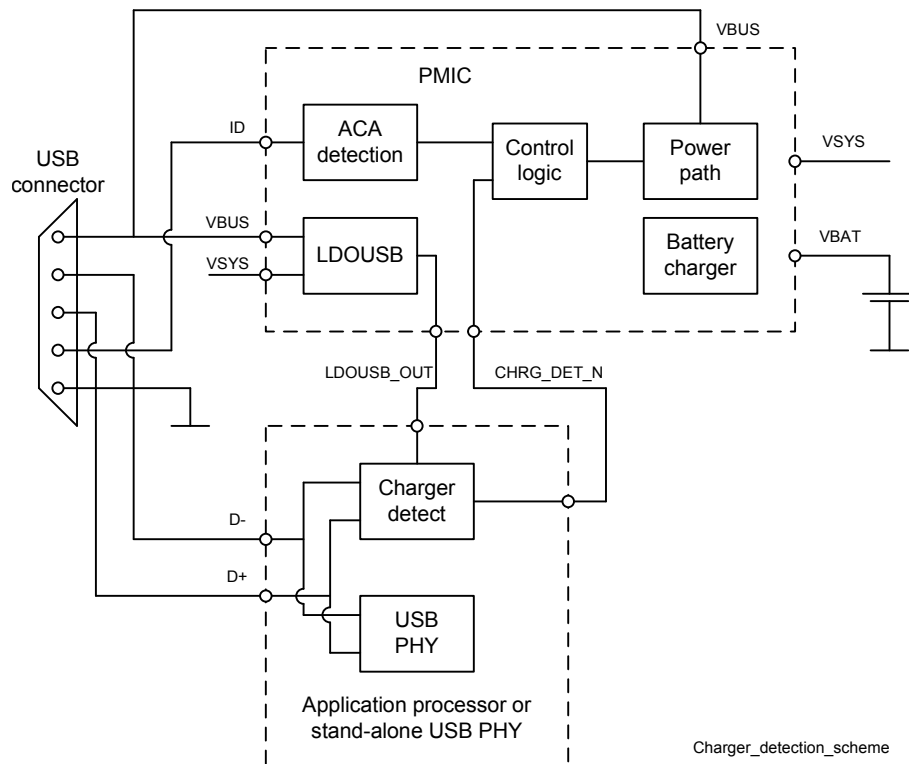 VBUS
PMIC
ID
ACA
detection
Control
logic
Power
path
VSYS
USB
connector
VBUS
LDOUSB
VSYS
Battery
charger
VBAT
LDOUSB_OUT
CHRG_DET_N
Charger
detect
D-
D+
USB
PHY
Application processor or
stand-alone USB PHY
Charger_detection_scheme